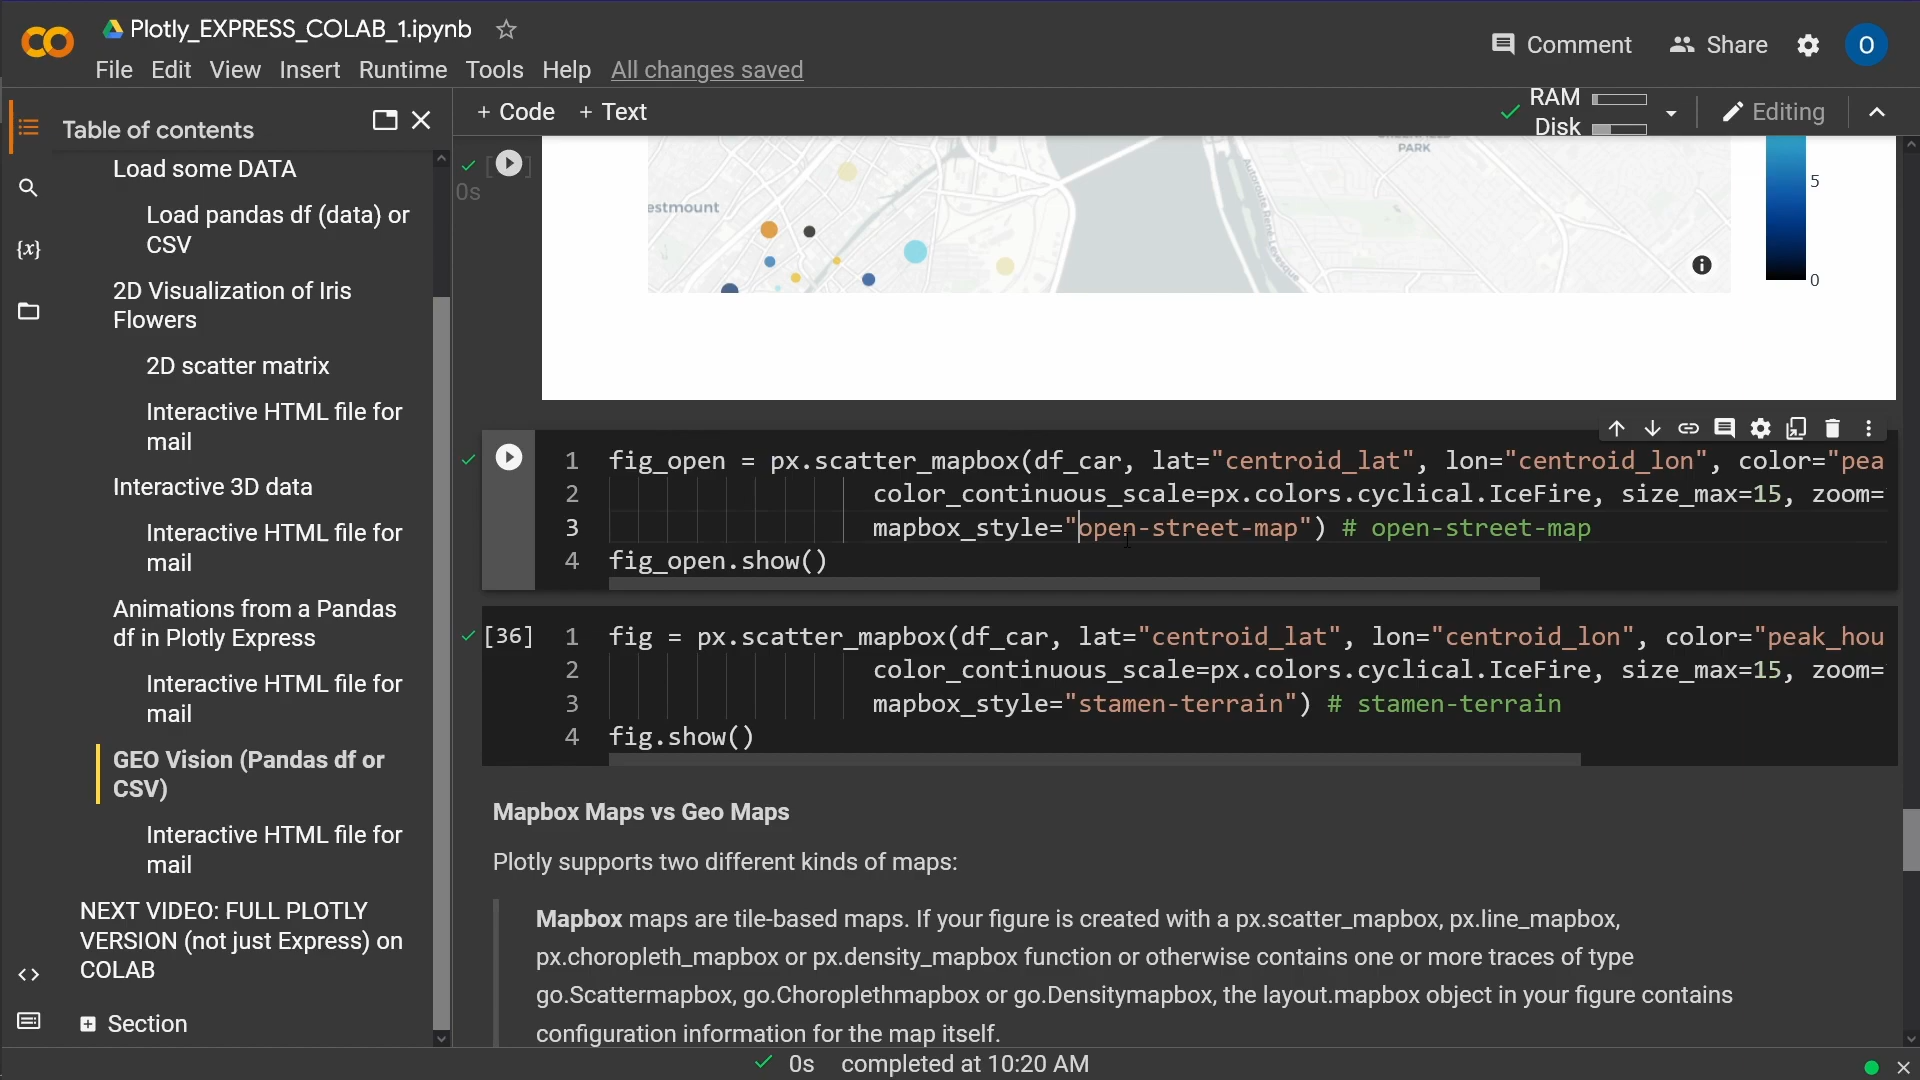 Plotly_EXPRESS_COLAB_1.ipynb
Comment
Share
O
File Edit View Insert Runtime Tools Help All changes saved
Table of contents
+ Code + Text
RAM
Disk
Editing
Load some DATA
Load pandas df (data) or
CSV
{x}
2D Visualization of Iris
Flowers
2D scatter matrix
Interactive HTML file for
mail
Interactive 3D data
Interactive HTML file for
mail
Animations from a Pandas
df in Plotly Express
Interactive HTML file for
mail
GEO Vision (Pandas df or
CSV)
Interactive HTML file for
mail
NEXT VIDEO: FULL PLOTLY
VERSION (not just Express) on
COLAB
Section
0s
PARK
estmount
Autoroute René-Lévesque
5
0
1 fig_open = px.scatter_mapbox(df_car, lat="centroid_lat", lon="centroid_lon", color="pea
2 color_continuous_scale=px.colors.cyclical.IceFire, size_max=15, zoom=
3 mapbox_style="open-street-map") # open-street-map
4 fig_open.show()
[36] 1 fig = px.scatter_mapbox(df_car, lat="centroid_lat", lon="centroid_lon", color="peak_hou
2 color_continuous_scale=px.colors.cyclical.IceFire, size_max=15, zoom=
3 mapbox_style="stamen-terrain") # stamen-terrain
4 fig.show()
Mapbox Maps vs Geo Maps
Plotly supports two different kinds of maps:
Mapbox maps are tile-based maps. If your figure is created with a px.scatter_mapbox, px.line_mapbox,
px.choropleth_mapbox or px.density_mapbox function or otherwise contains one or more traces of type
go.Scattermapbox, go.Choroplethmapbox or go.Densitymapbox, the layout.mapbox object in your figure contains
configuration information for the map itself.
0s completed at 10:20 AM